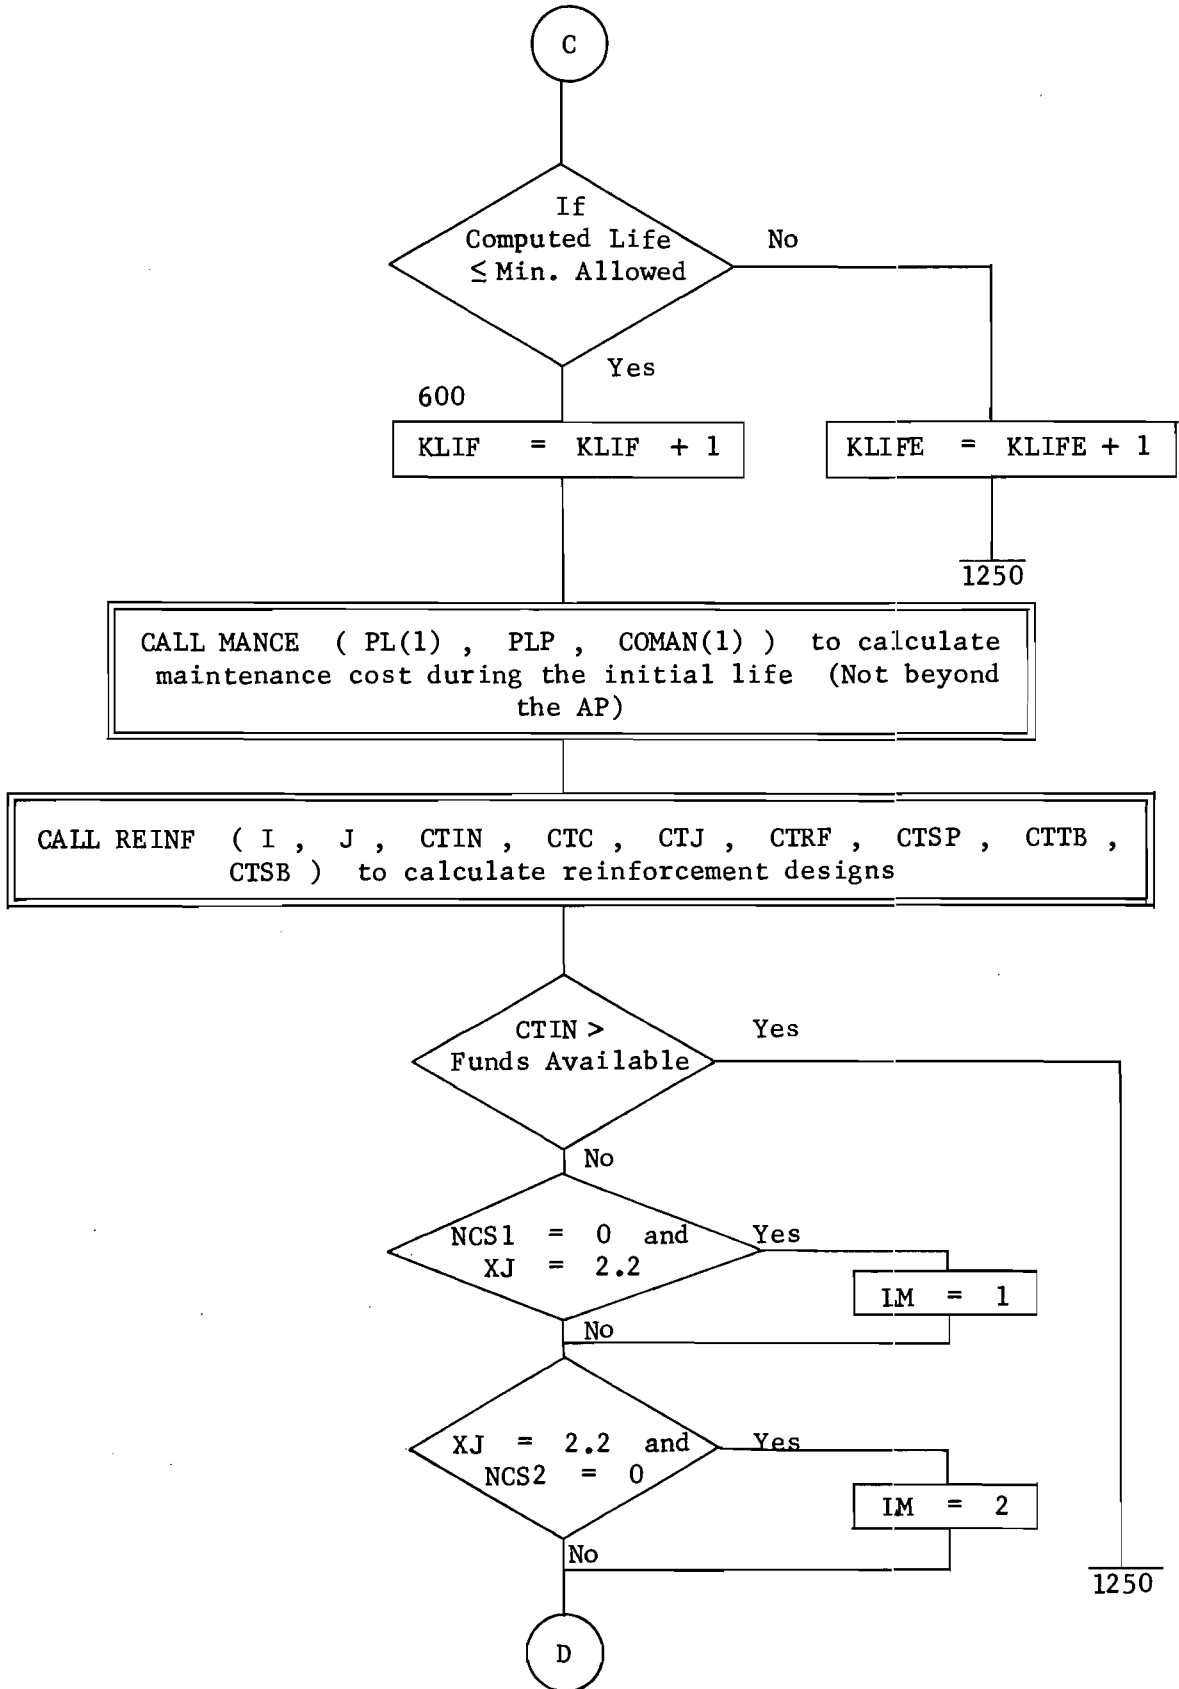 C
If
Computed Life
≤ Min. Allowed
No
Yes
600
KLIF = KLIF + 1
KLIFE = KLIFE + 1
1250
CALL MANCE ( PL(1) , PLP , COMAN(1) ) to calculate
maintenance cost during the initial life (Not beyond
the AP)
CALL REINF ( I , J , CTIN , CTC , CTJ , CTRF , CTSP , CTTB ,
CTSB ) to calculate reinforcement designs
CTIN >
Funds Available
Yes
No
NCS1 = 0 and
XJ = 2.2
Yes
IM = 1
No
XJ = 2.2 and
NCS2 = 0
Yes
IM = 2
No
1250
D